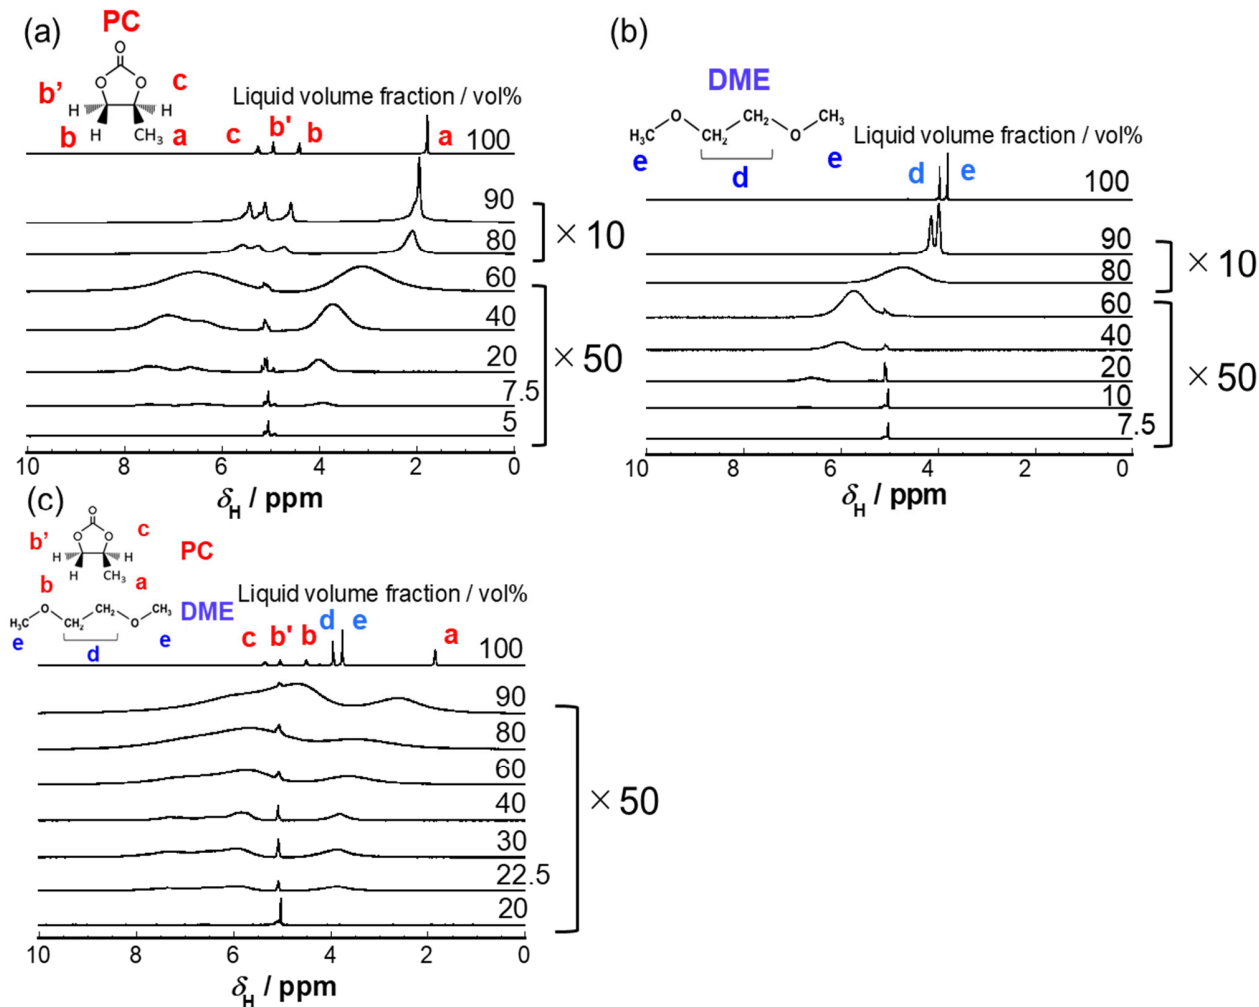 (a)
PC
O
O O
b' c
H H
H CH₃
b a
Liquid volume fraction / vol%
c b' b a
100
90
80
60
40
20
7.5
5
×10
×50
10 8 6 4 2 0
δH / ppm
(b)
DME
O CH₂ CH₃
H₃C CH₂ O
e d e
Liquid volume fraction / vol%
d e
100
90
80
60
40
20
10
7.5
×10
×50
10 8 6 4 2 0
δH / ppm
(c)
O
O O
b' c
H H
H CH₃
b a
PC
O CH₂ CH₃
H₃C CH₂ O
e d e
DME
Liquid volume fraction / vol%
c b' b d e a
100
90
80
60
40
30
22.5
20
×50
10 8 6 4 2 0
δH / ppm